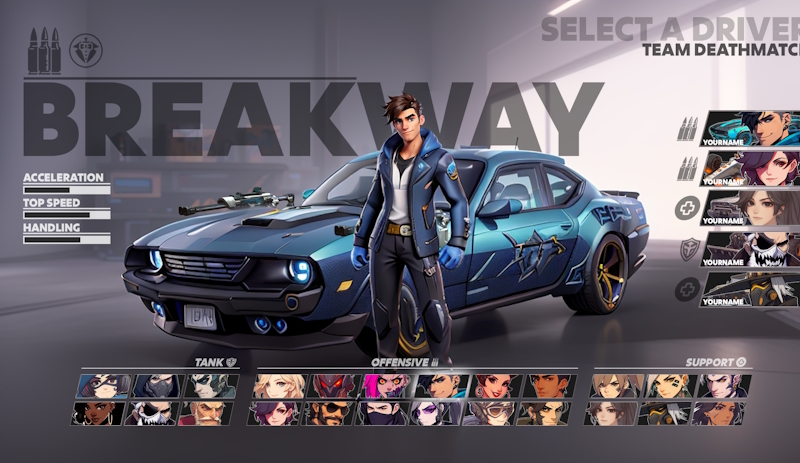 SELECT A DRIVER
TEAM DEATHMATCH
BREAKWAY
ACCELERATION
TOP SPEED
HANDLING
YOURNAME
YOURNAME
YOURNAME
YOURNAME
YOURNAME
TANK
OFFENSIVE
SUPPORT